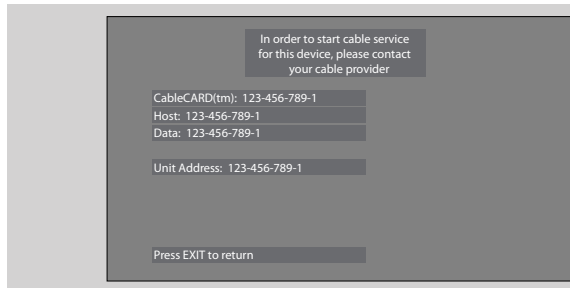 In order to start cable service
for this device, please contact
your cable provider
CableCARD(tm): 123-456-789-1
Host: 123-456-789-1
Data: 123-456-789-1
Unit Address: 123-456-789-1
Press EXIT to return